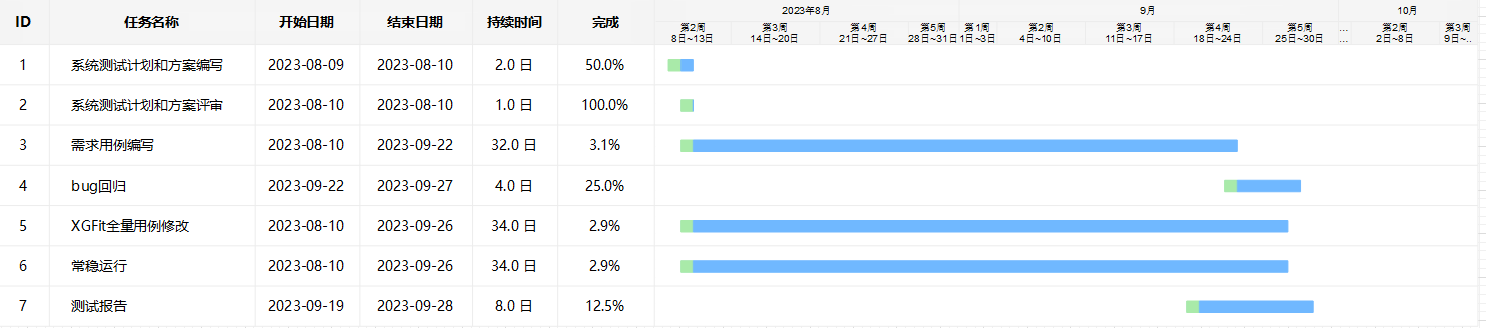 ID 任务名称 开始日期 结束日期 持续时间 完成 2023年8月 9月 10月
第2周 第3周 第4周 第5周 第1周 第2周 第3周 第4周 第5周 ... 第2周 第3周
8日~13日 14日~20日 21日~27日 28日~31日 1日~3日 4日~10日 11日~17日 18日~24日 25日~30日 ... 2日~8日 9日~...
1 系统测试计划和方案编写 2023-08-09 2023-08-10 2.0 日 50.0%
2 系统测试计划和方案评审 2023-08-10 2023-08-10 1.0 日 100.0%
3 需求用例编写 2023-08-10 2023-09-22 32.0 日 3.1%
4 bug回归 2023-09-22 2023-09-27 4.0 日 25.0%
5 XGFit全量用例修改 2023-08-10 2023-09-26 34.0 日 2.9%
6 常稳运行 2023-08-10 2023-09-26 34.0 日 2.9%
7 测试报告 2023-09-19 2023-09-28 8.0 日 12.5%